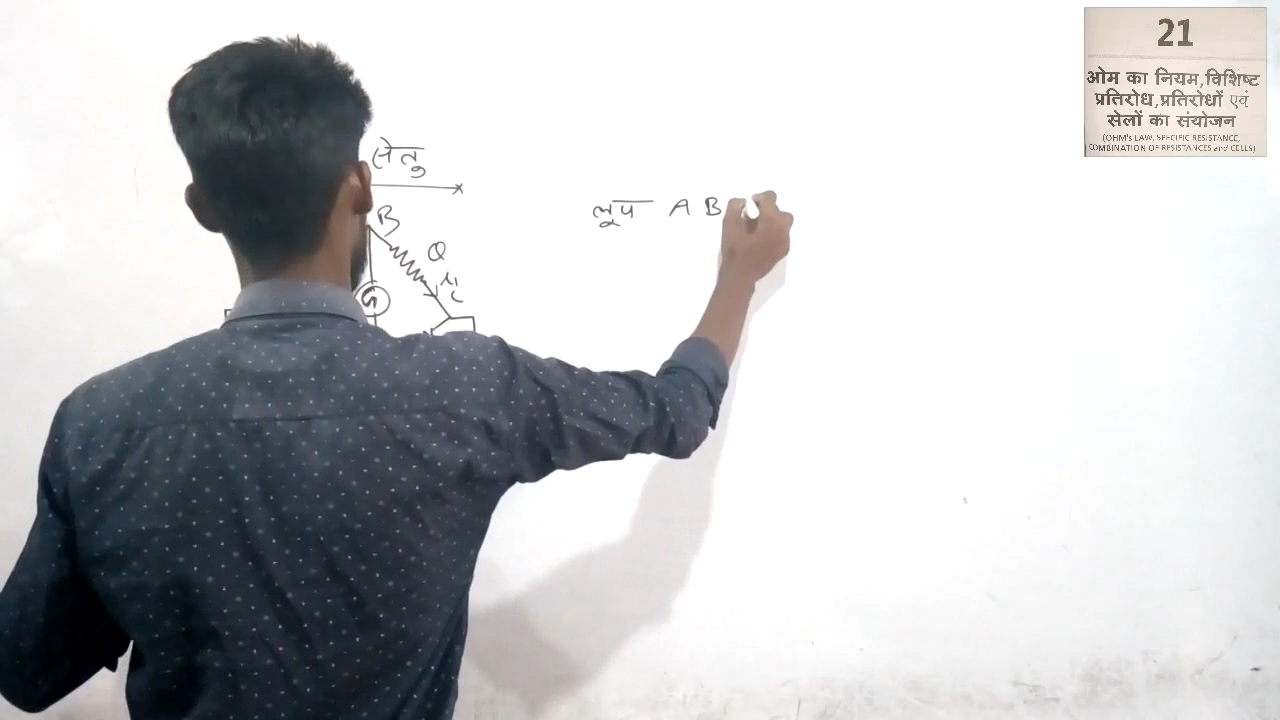 21
ओम का नियम,विशिष्ट
प्रतिरोध,प्रतिरोधों एवं
सेलों का संयोजन
(OHM's LAW, SPECIFIC RESISTANCE,
COMBINATION OF RESISTANCES and CELLS)
सेतु
लूप A B
B
Q
G